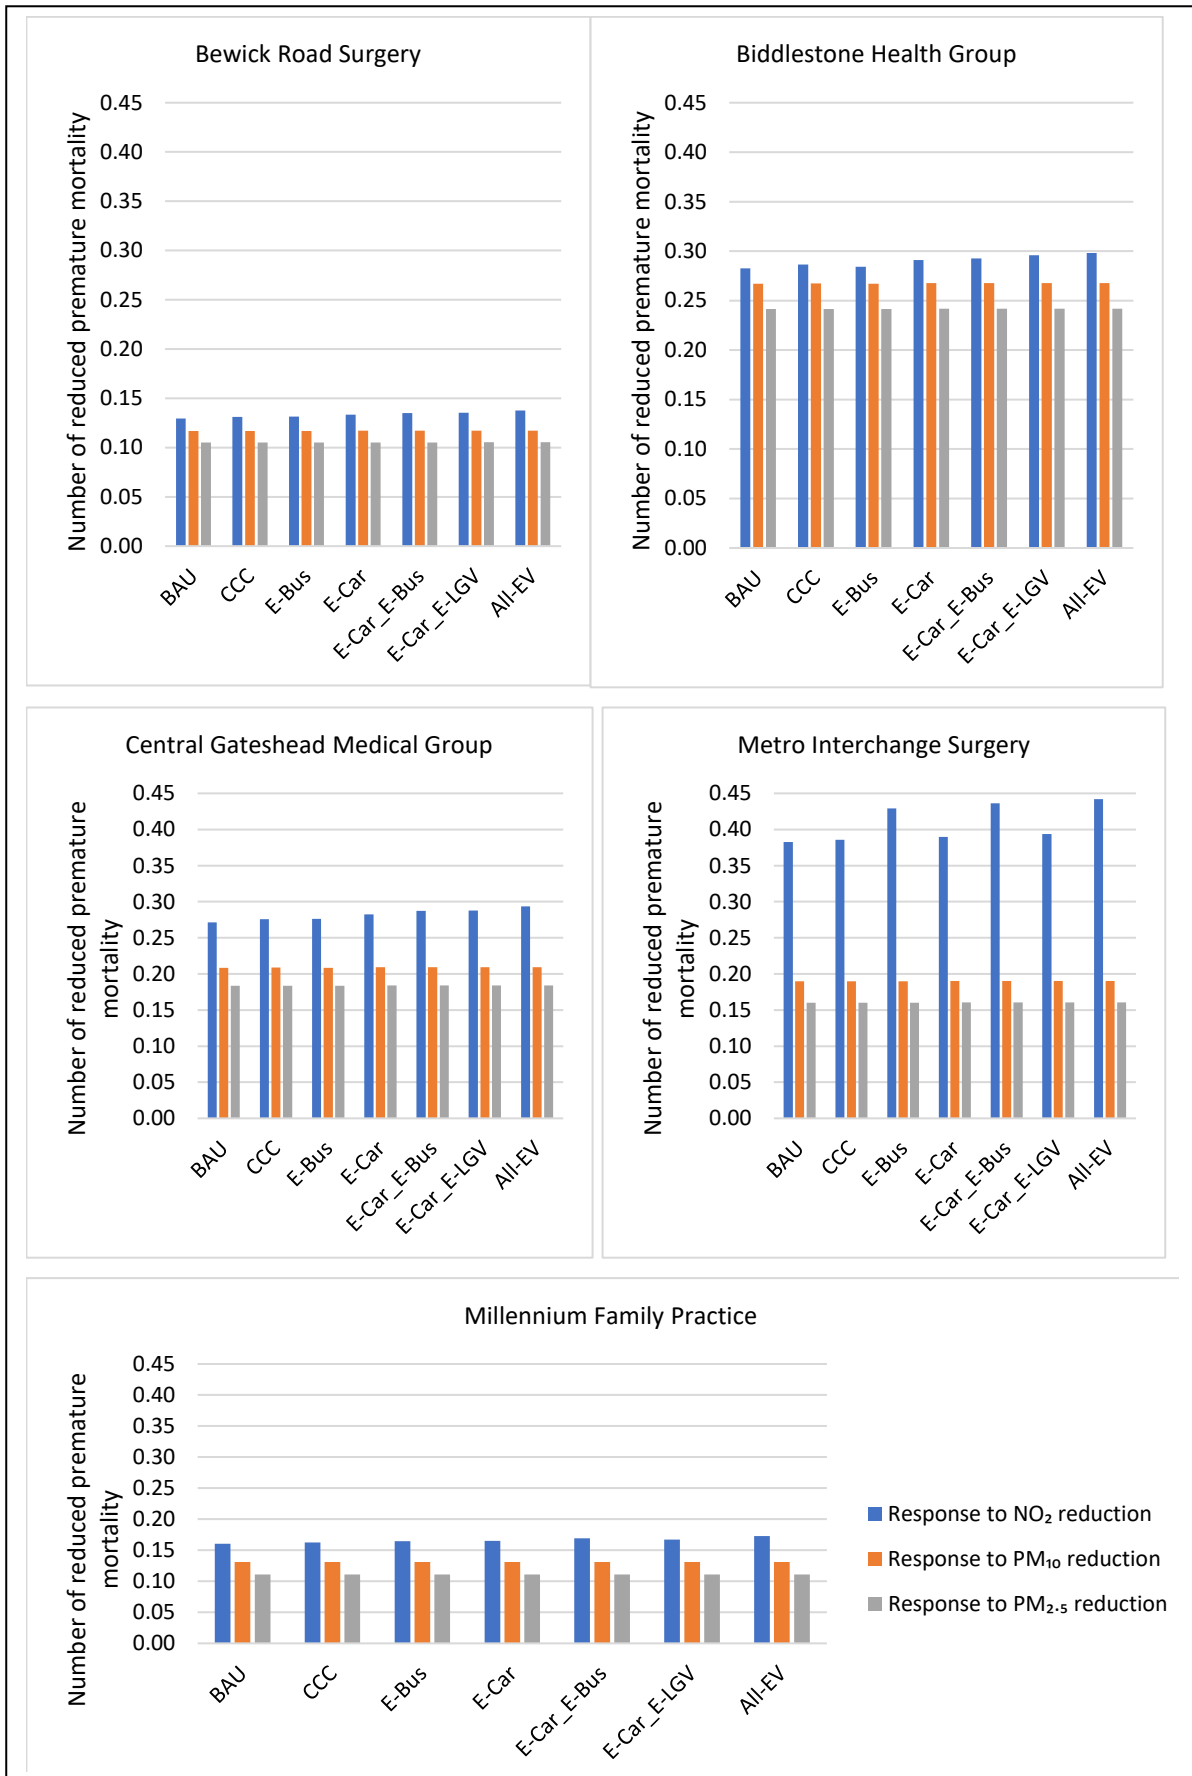 Bewick Road Surgery
Number of reduced premature mortality
0.45
0.40
0.35
0.30
0.25
0.20
0.15
0.10
0.05
0.00
BAU
CCC
E-Bus
E-Car
E-Car_E-Bus
E-Car_E-LGV
All-EV
Biddlestone Health Group
Number of reduced premature mortality
0.45
0.40
0.35
0.30
0.25
0.20
0.15
0.10
0.05
0.00
BAU
CCC
E-Bus
E-Car
E-Car_E-Bus
E-Car_E-LGV
All-EV
Central Gateshead Medical Group
Number of reduced premature
mortality
0.45
0.40
0.35
0.30
0.25
0.20
0.15
0.10
0.05
0.00
BAU
CCC
E-Bus
E-Car
E-Car_E-Bus
E-Car_E-LGV
All-EV
Metro Interchange Surgery
Number of reduced premature
mortality
0.45
0.40
0.35
0.30
0.25
0.20
0.15
0.10
0.05
0.00
BAU
CCC
E-Bus
E-Car
E-Car_E-Bus
E-Car_E-LGV
All-EV
Millennium Family Practice
Number of reduced premature
mortality
0.45
0.40
0.35
0.30
0.25
0.20
0.15
0.10
0.05
0.00
BAU
CCC
E-Bus
E-Car
E-Car_E-Bus
E-Car_E-LGV
All-EV
Response to NO₂ reduction
Response to PM₁₀ reduction
Response to PM₂.₅ reduction